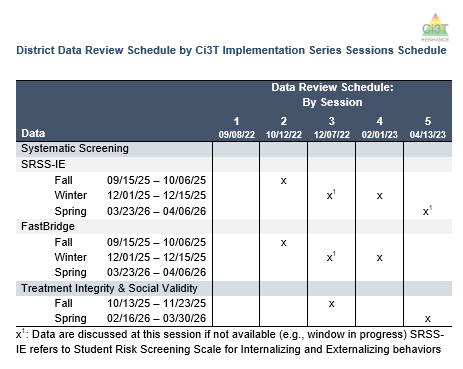 Ci3T
ENHANCE
District Data Review Schedule by Ci3T Implementation Series Sessions Schedule
Data Review Schedule:
By Session
1 2 3 4 5
Data 09/08/22 10/12/22 12/07/22 02/01/23 04/13/23
Systematic Screening
SRSS-IE
Fall 09/15/25 – 10/06/25 x
Winter 12/01/25 – 12/15/25 x¹ x
Spring 03/23/26 – 04/06/26 x¹
FastBridge
Fall 09/15/25 – 10/06/25 x
Winter 12/01/25 – 12/15/25 x¹ x
Spring 03/23/26 – 04/06/26
Treatment Integrity & Social Validity
Fall 10/13/25 – 11/23/25 x
Spring 02/16/26 – 03/30/26 x
x¹: Data are discussed at this session if not available (e.g., window in progress) SRSS-
IE refers to Student Risk Screening Scale for Internalizing and Externalizing behaviors